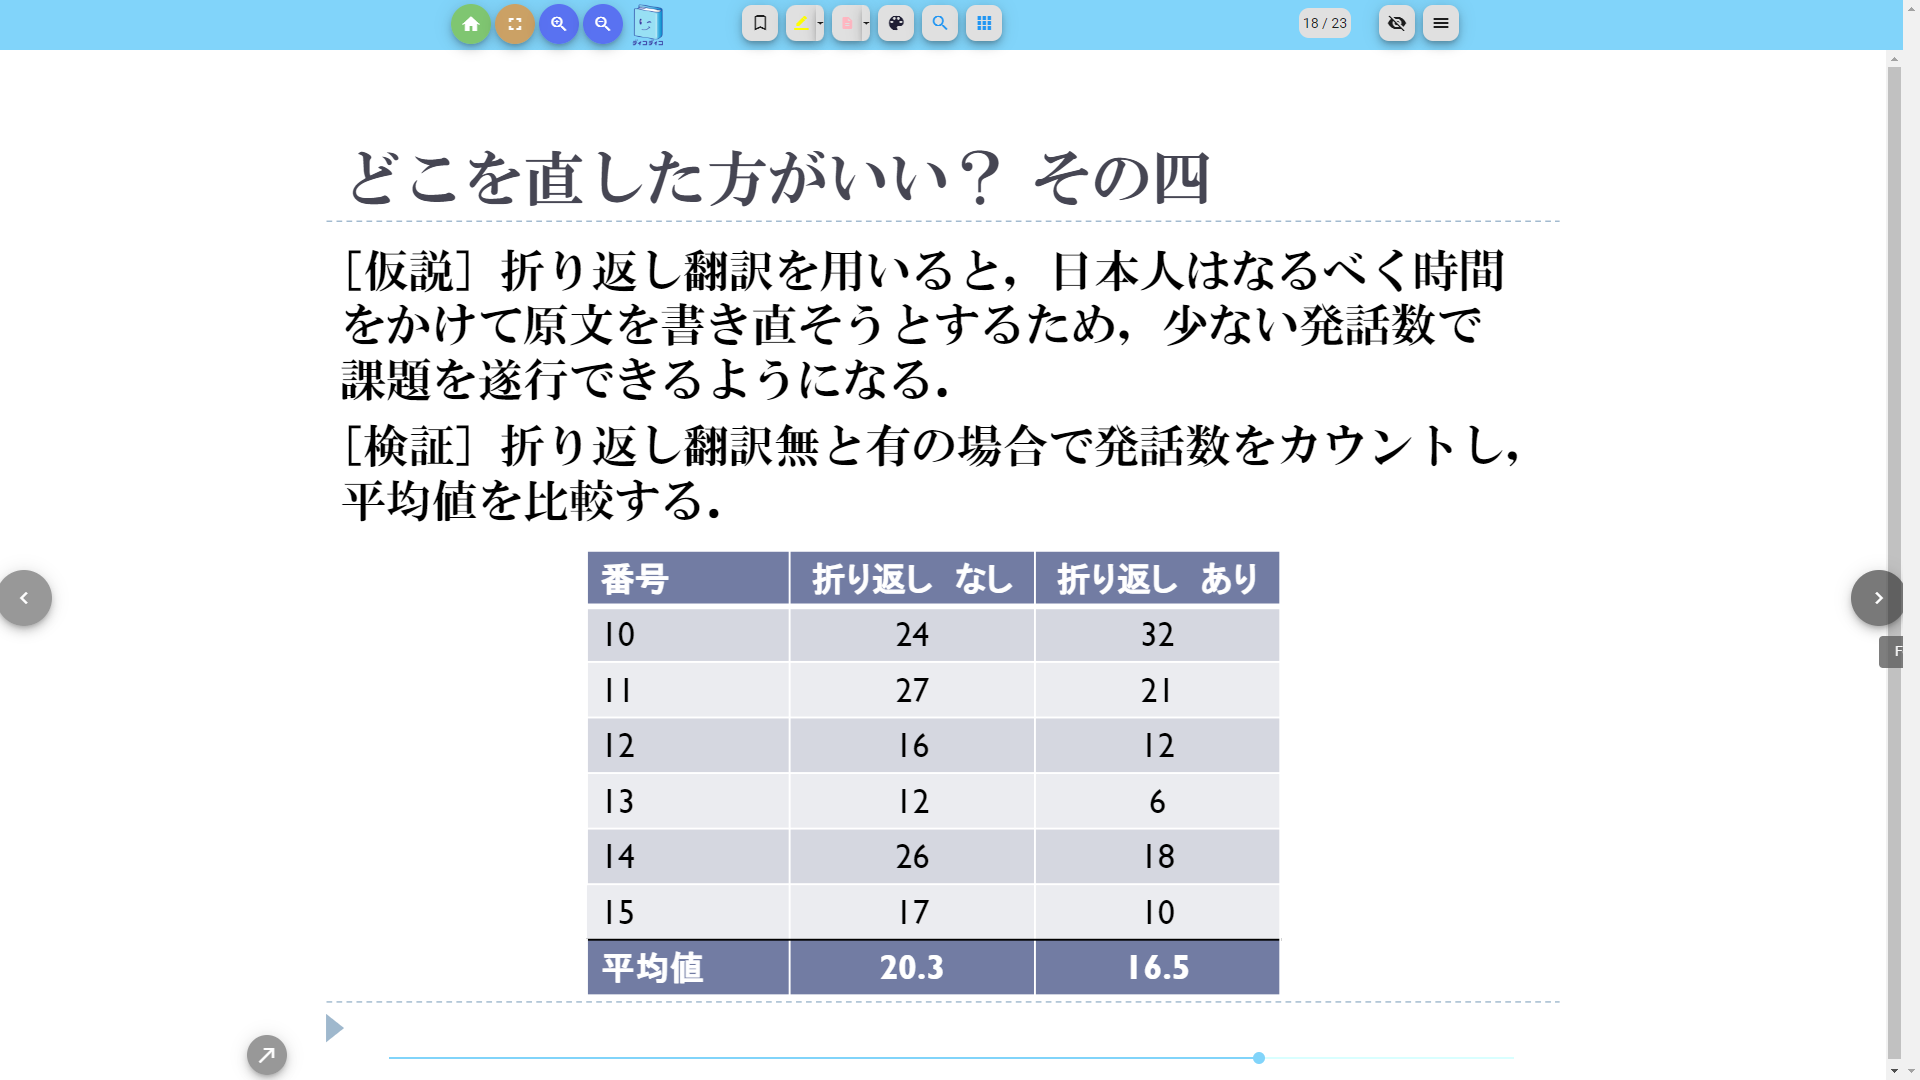 18 / 23
どこを直した方がいい？ その四
［仮説］折り返し翻訳を用いると，日本人はなるべく時間
をかけて原文を書き直そうとするため，少ない発話数で
課題を遂行できるようになる．
［検証］折り返し翻訳無と有の場合で発話数をカウントし，
平均値を比較する．
番号 折り返し なし 折り返し あり
10 24 32
11 27 21
12 16 12
13 12 6
14 26 18
15 17 10
平均値 20.3 16.5
F